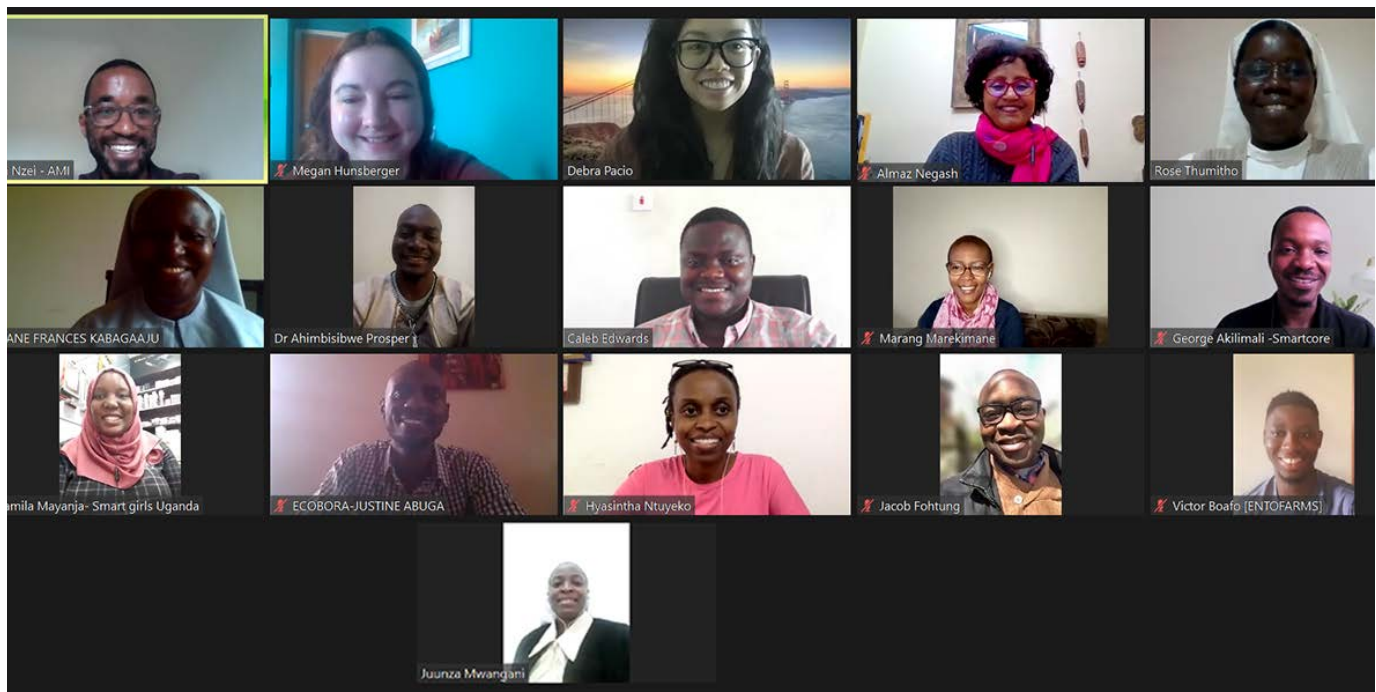 Nzei - AMI
Megan Hunsberger
Debra Pacio
Almaz Negash
Rose Thumitho
ANE FRANCES KABAGAAJU
Dr Ahimbisibwe Prosper
Caleb Edwards
Marang Marekimane
George Akilimali -Smartcore
amila Mayanja- Smart girls Uganda
ECOBORA-JUSTINE ABUGA
Hyasintha Ntuyeko
Jacob Fohtung
Victor Boafo [ENTOFARMS]
Juunza Mwangani